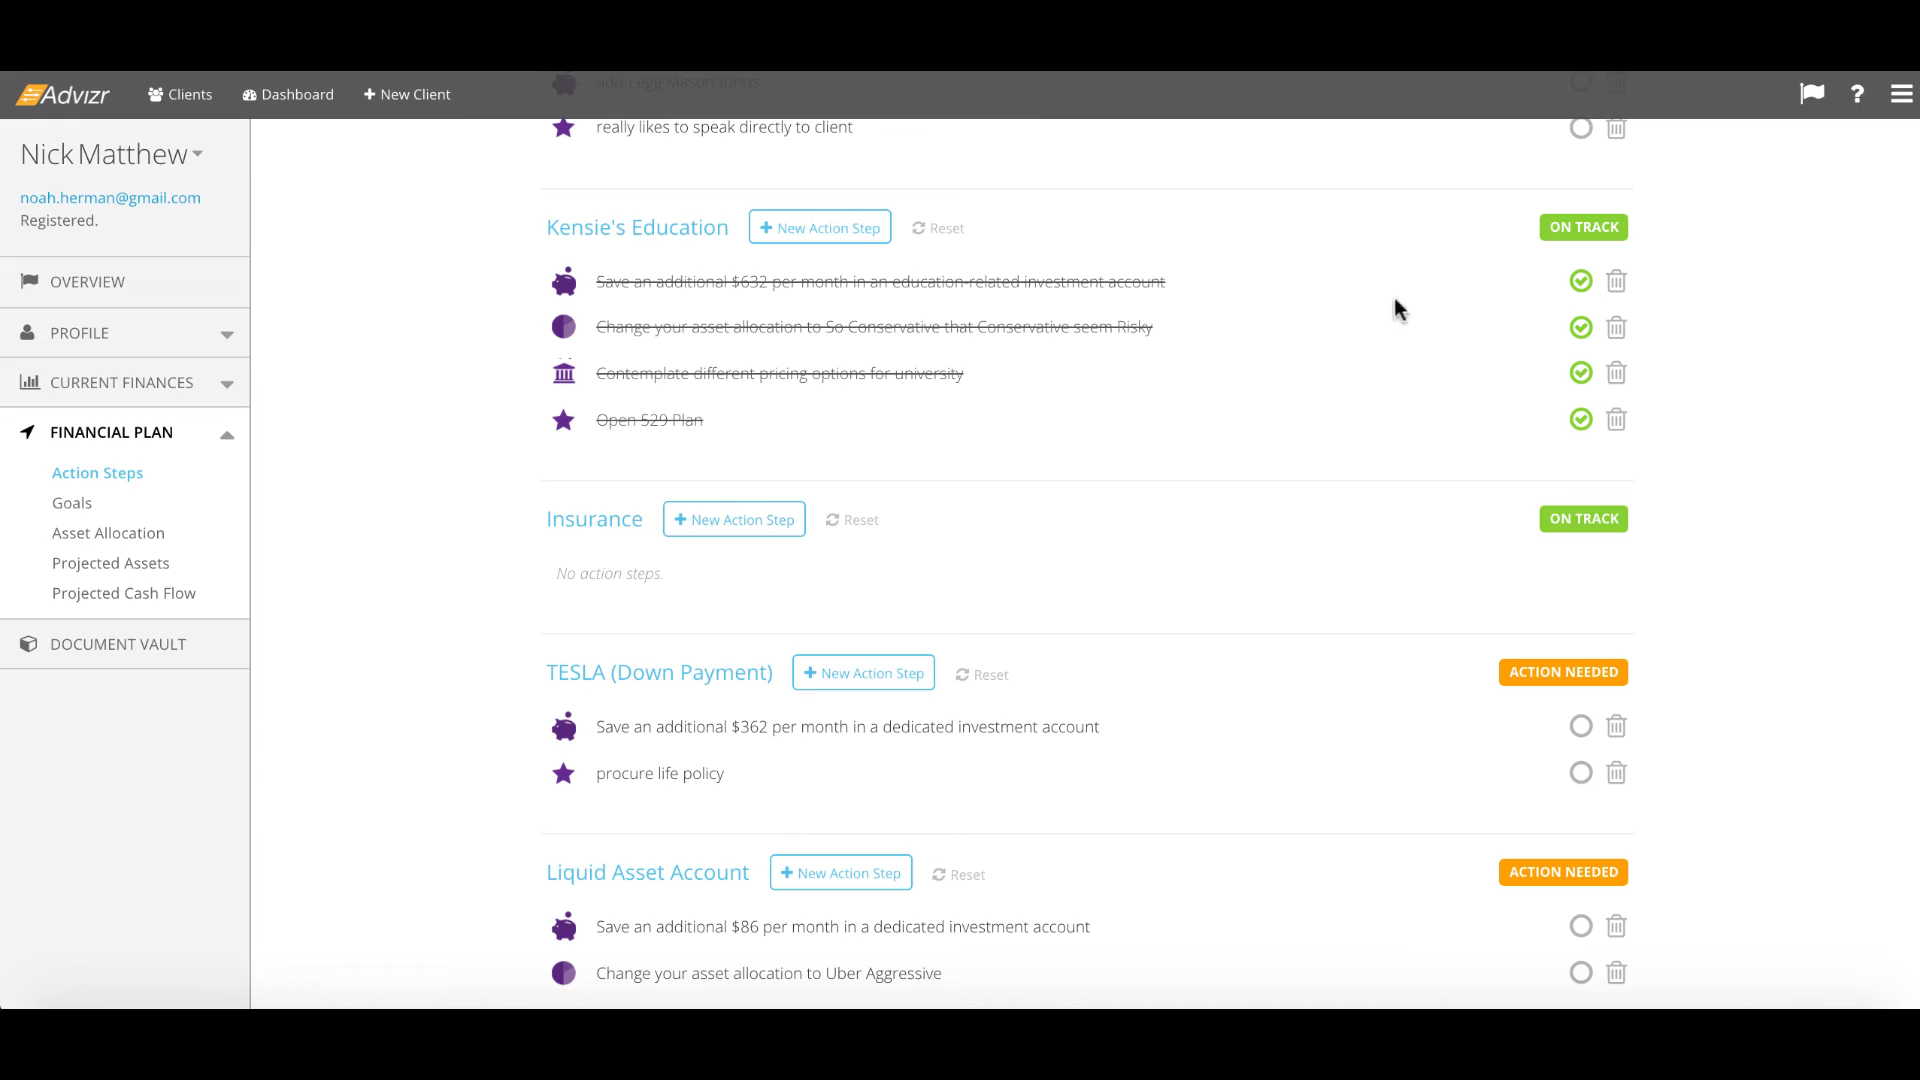 add Legg Mason funds
Advizr
Clients
Dashboard
New Client
?
Nick Matthew
noah.herman@gmail.com
Registered.
OVERVIEW
PROFILE
CURRENT FINANCES
FINANCIAL PLAN
Action Steps
Goals
Asset Allocation
Projected Assets
Projected Cash Flow
DOCUMENT VAULT
really likes to speak directly to client
Kensie's Education
+ New Action Step
Reset
ON TRACK
Save an additional $632 per month in an education-related investment account
Change your asset allocation to So Conservative that Conservative seem Risky
Contemplate different pricing options for university
Open 529 Plan
Insurance
+ New Action Step
Reset
ON TRACK
No action steps.
TESLA (Down Payment)
+ New Action Step
Reset
ACTION NEEDED
Save an additional $362 per month in a dedicated investment account
procure life policy
Liquid Asset Account
+ New Action Step
Reset
ACTION NEEDED
Save an additional $86 per month in a dedicated investment account
Change your asset allocation to Uber Aggressive